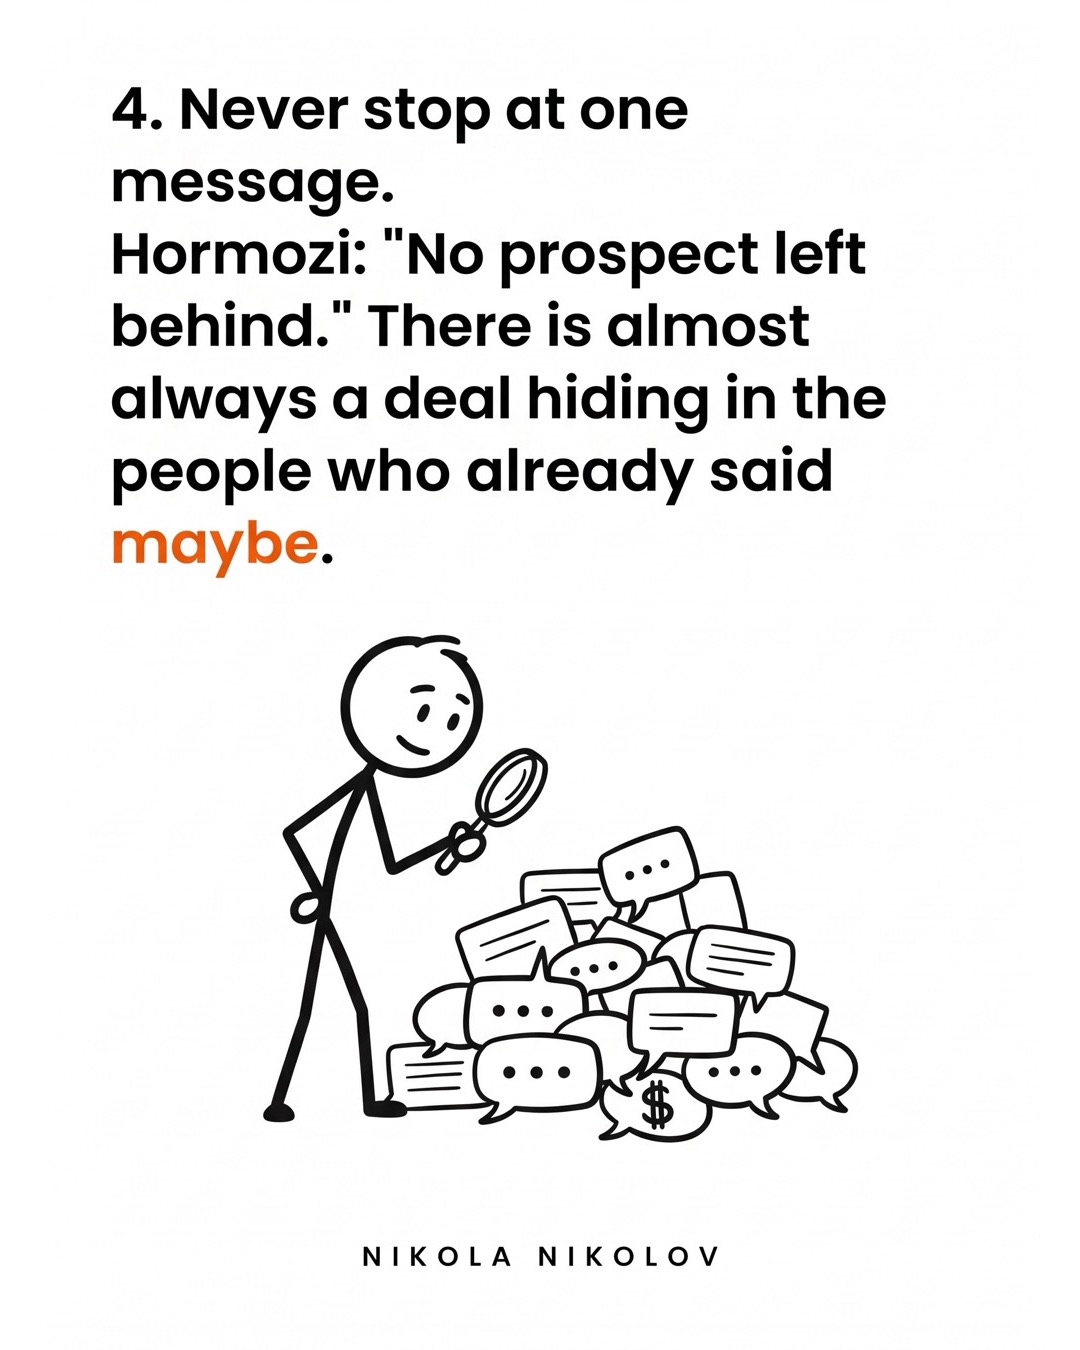 4. Never stop at one
message.
Hormozi: "No prospect left
behind." There is almost
always a deal hiding in the
people who already said
maybe.
$
NIKOLA NIKOLOV